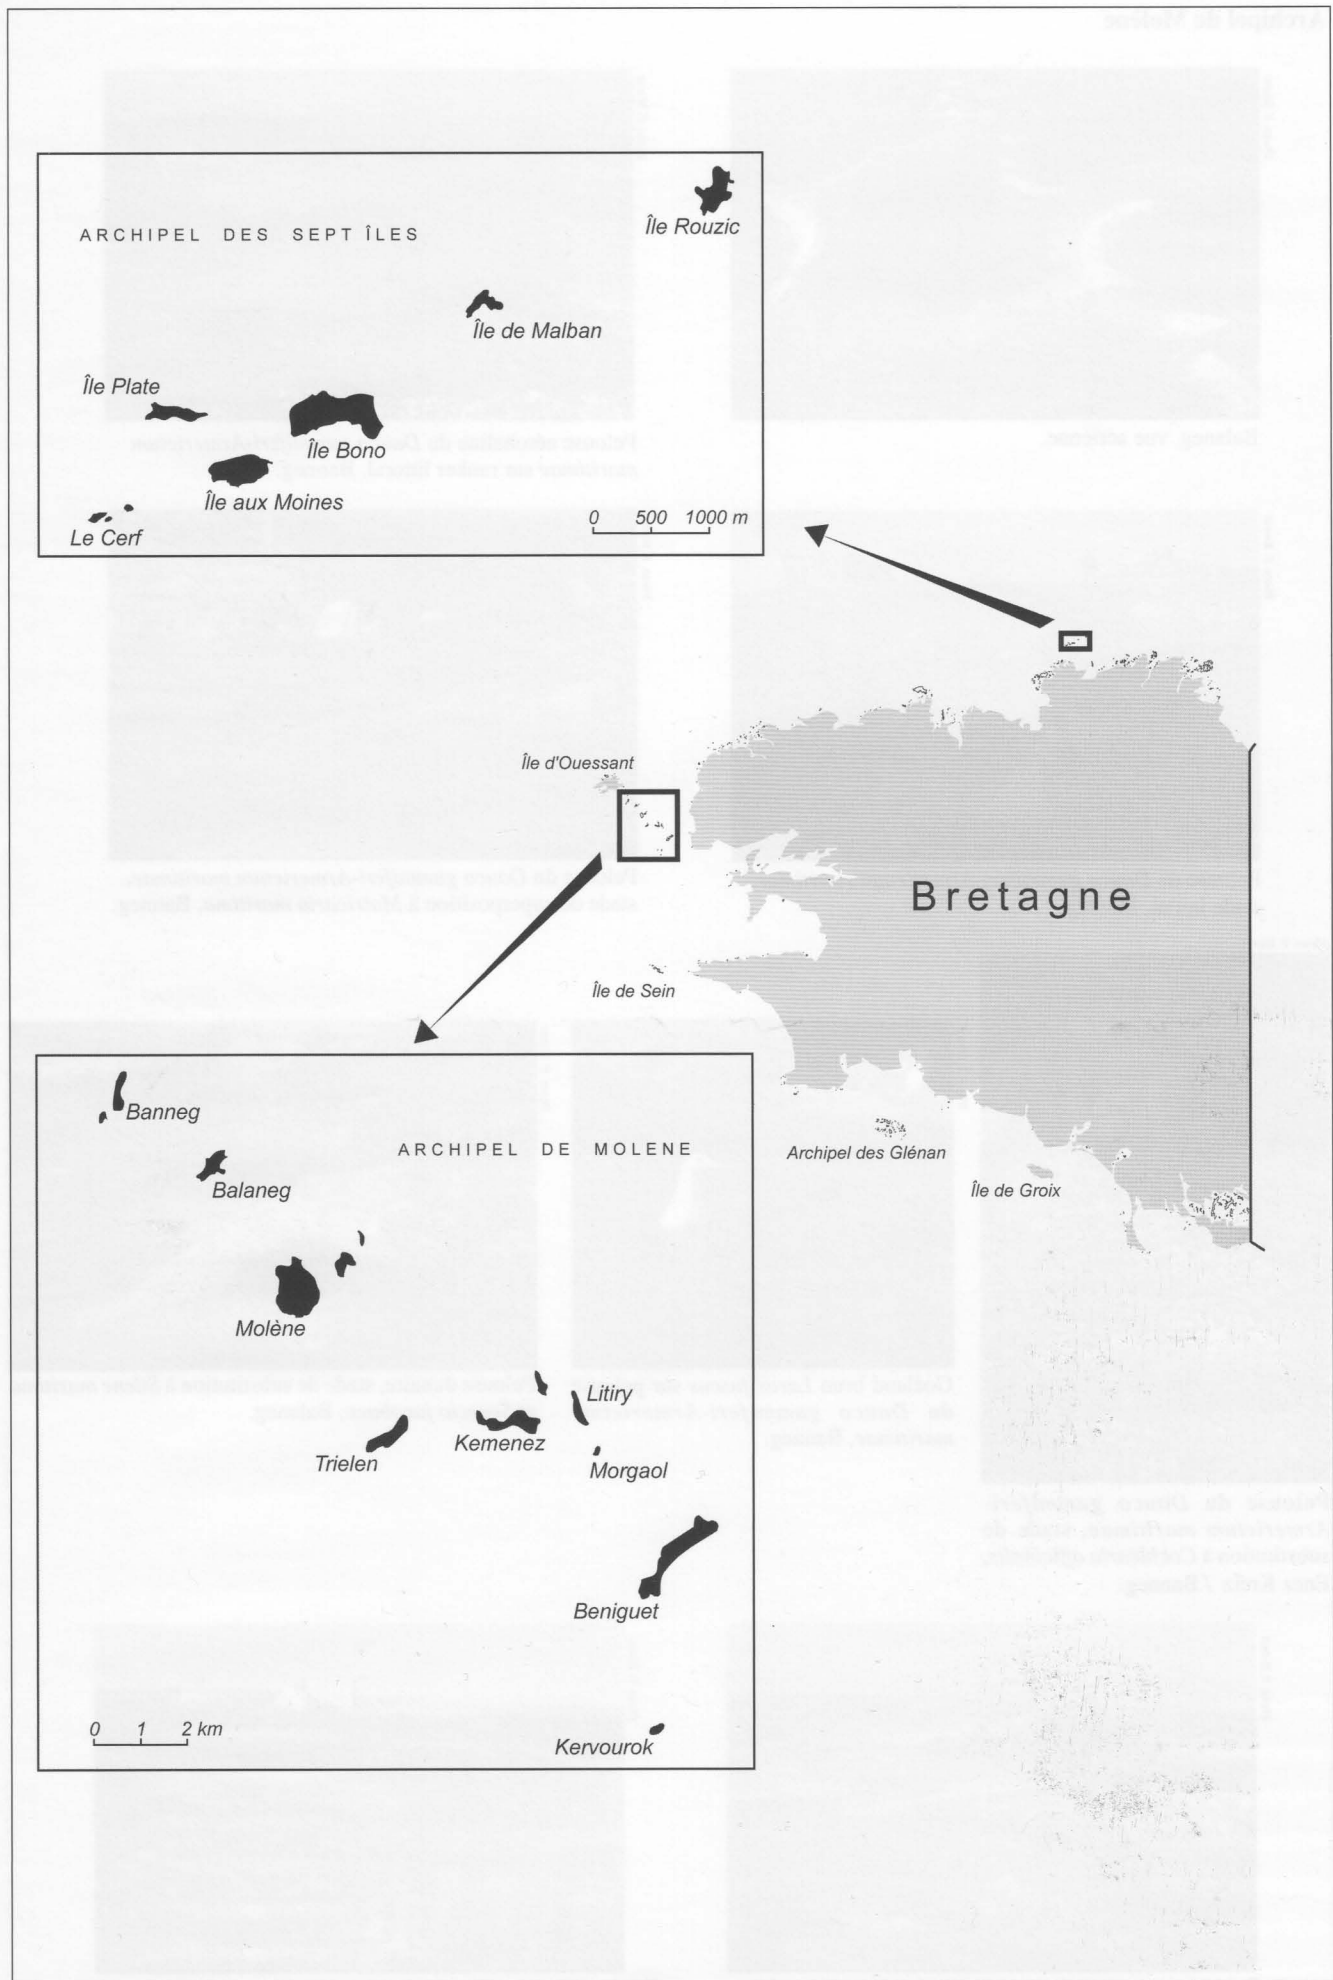 ARCHIPEL DES SEPT ÎLES
Île Rouzic
Île de Malban
Île Plate
Île Bono
Île aux Moines
Le Cerf
0 500 1000 m
Île d'Ouessant
Bretagne
Île de Sein
Archipel des Glénan
Île de Groix
Banneg
ARCHIPEL DE MOLENE
Balaneg
Molène
Litiry
Kemenez
Trielen
Morgaol
Beniguet
0 1 2 km
Kervourok